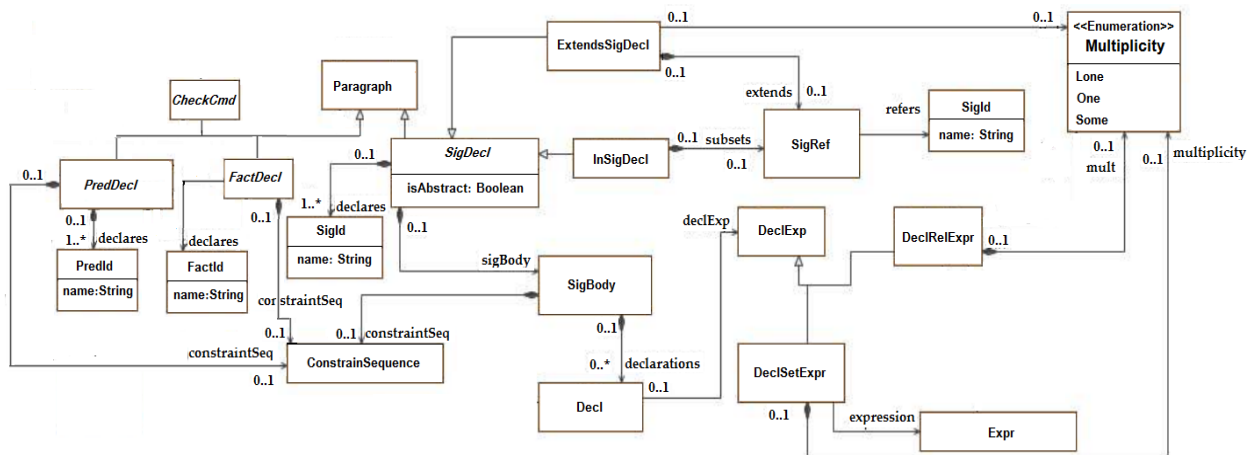 0..1
0..1
<<Enumeration>>
Multiplicity
Lone
One
Some
ExtendsSigDecl
0..1
extends
0..1
Paragraph
CheckCmd
refers
SigId
name: String
SigRef
SigDecl
isAbstract: Boolean
InSigDecl
0..1
subsets
0..1
0..1
mult
0..1
multiplicity
0..1
PredDecl
FactDecl
0..1
0..1
1..*
declares
0..1
1..*
declares
0..1
declares
SigId
name: String
0..1
PredId
name:String
FactId
name:String
declExp
DeclExp
DeclRelExpr
0..1
sigBody
SigBody
constraintSeq
0..1
0..1
constraintSeq
0..1
constraintSeq
0..1
ConstrainSequence
0..*
declarations
Decl
0..1
DeclSetExpr
0..1
expression
Expr